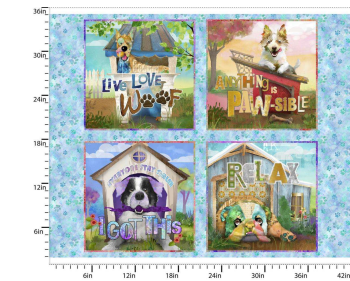 36in
30in
24in
18in
12in
6in
LIVE LOVE
WOOF
EVERYTHING IS
PAW-SIBLE
I GOT THIS
RELAX
6in
12in
18in
24in
30in
36in
42in